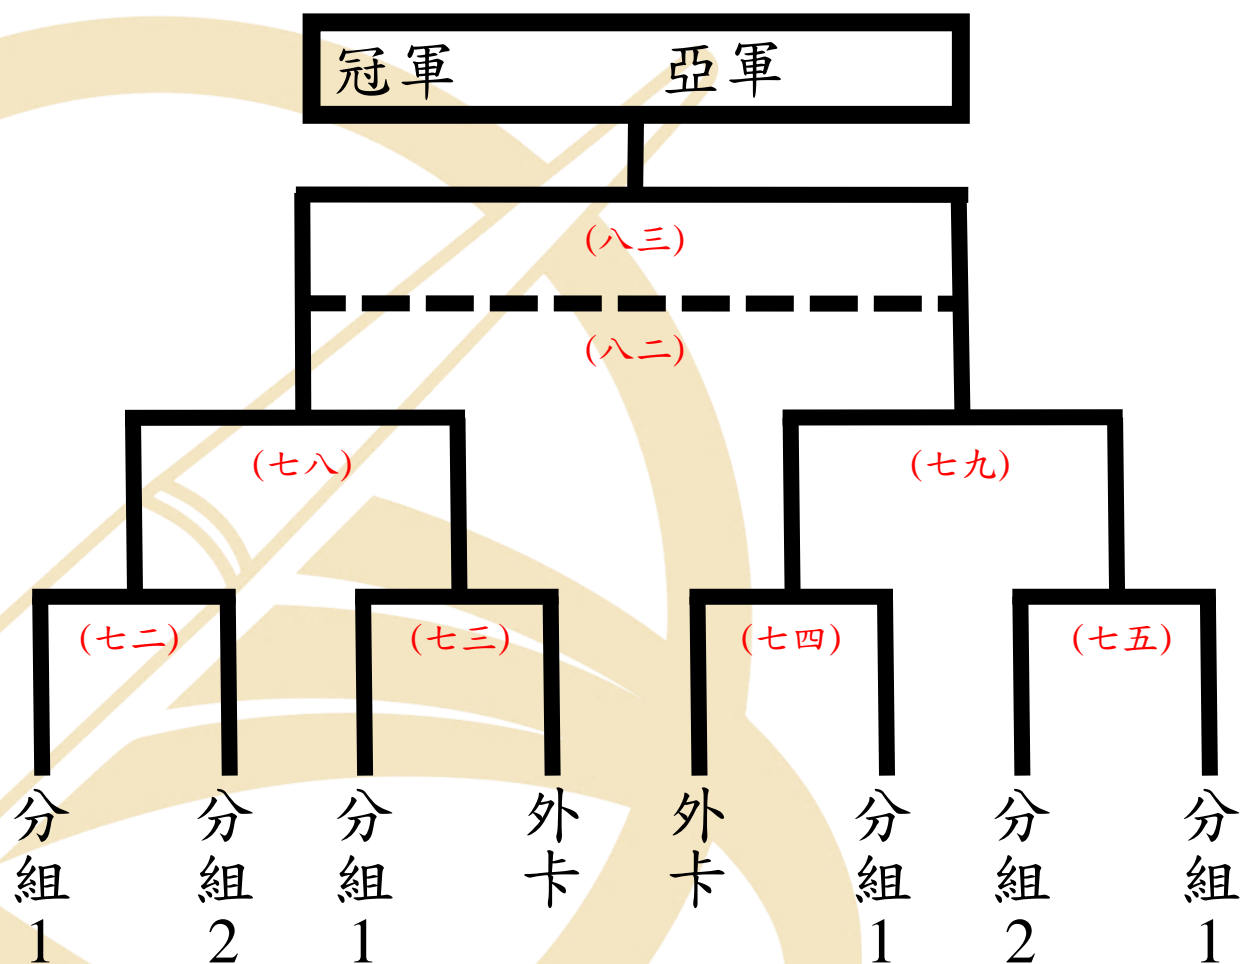 冠軍 亞軍
(八三)
(八二)
(七八)
(七九)
(七二)
(七三)
(七四)
(七五)
分組1
分組2
分組1
外卡
外卡
分組1
分組2
分組1